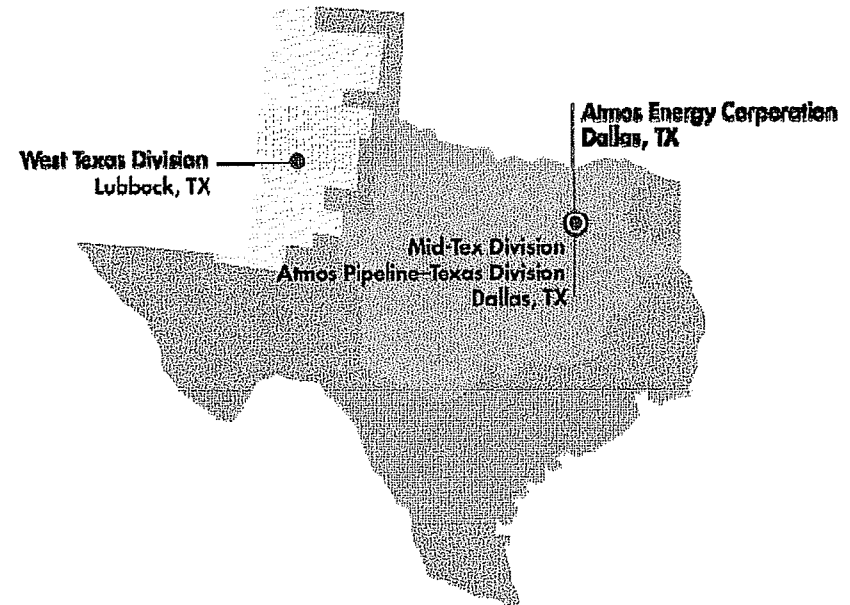 Atmos Energy Corporation
Dallas, TX
West Texas Division
Lubbock, TX
Mid-Tex Division
Atmos Pipeline–Texas Division
Dallas, TX